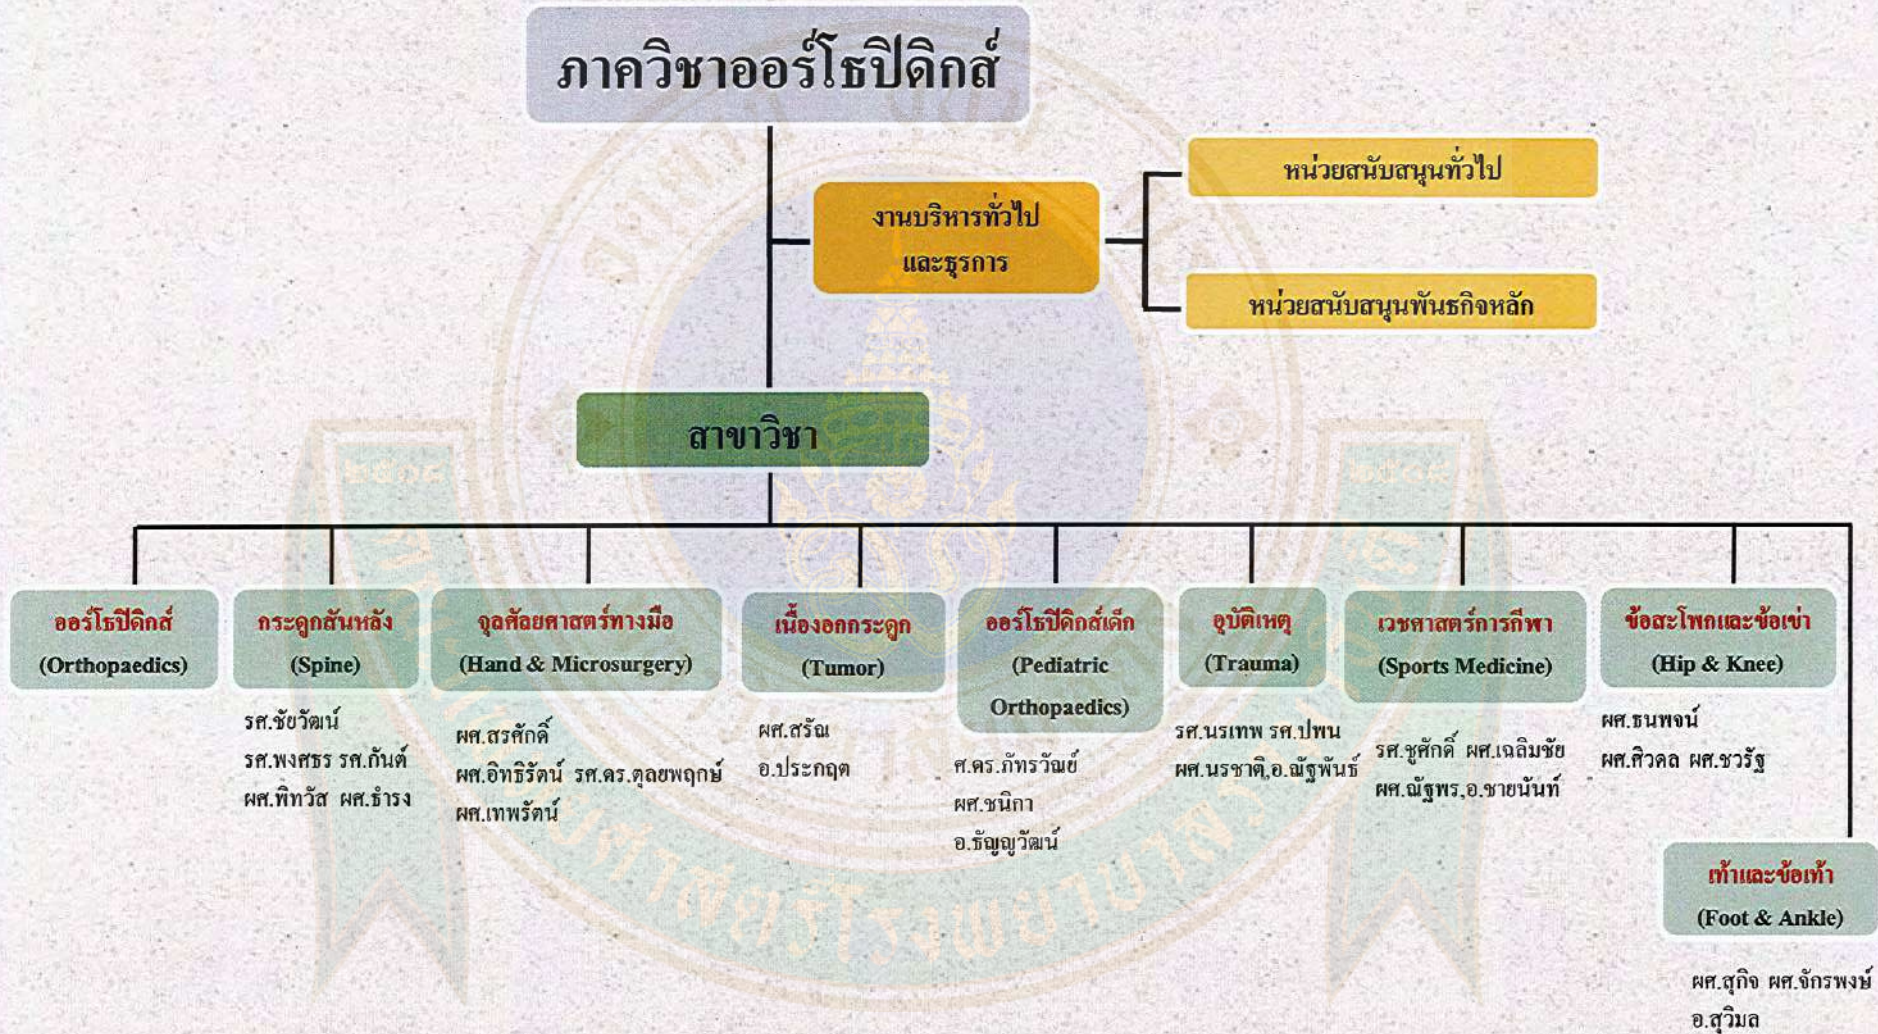 ภาควิชาออร์โธปิดิกส์
งานบริหารทั่วไป
และธุรการ
หน่วยสนับสนุนทั่วไป
หน่วยสนับสนุนพันธกิจหลัก
สาขาวิชา
ออร์โธปิดิกส์
(Orthopaedics)
กระดูกสันหลัง
(Spine)
รศ.ชัยวัฒน์
รศ.พงศธร รศ.กันต์
ผศ.พิทวัส ผศ.ธำรง
จุลศัลยศาสตร์ทางมือ
(Hand & Microsurgery)
ผศ.สรศักดิ์
ผศ.อิทธิรัตน์ รศ.ดร.ตุลยพฤกษ์
ผศ.เทพรัตน์
เนื้องอกกระดูก
(Tumor)
ผศ.สรัณ
อ.ประกฤต
ออร์โธปิดิกส์เด็ก
(Pediatric
Orthopaedics)
ศ.ดร.ภัทรวัณย์
ผศ.ชนิกา
อ.ธัญญวัฒน์
อุบัติเหตุ
(Trauma)
รศ.นรเทพ รศ.ปพน
ผศ.นรชาติ,อ.ณัฐพันธ์
เวชศาสตร์การกีฬา
(Sports Medicine)
รศ.ชูศักดิ์ ผศ.เฉลิมชัย
ผศ.ณัฐพร,อ.ชายนันท์
ข้อสะโพกและข้อเข่า
(Hip & Knee)
ผศ.ธนพจน์
ผศ.ศิวดล ผศ.ชวรัฐ
เท้าและข้อเท้า
(Foot & Ankle)
ผศ.สุกิจ ผศ.จักรพงษ์
อ.สุวิมล